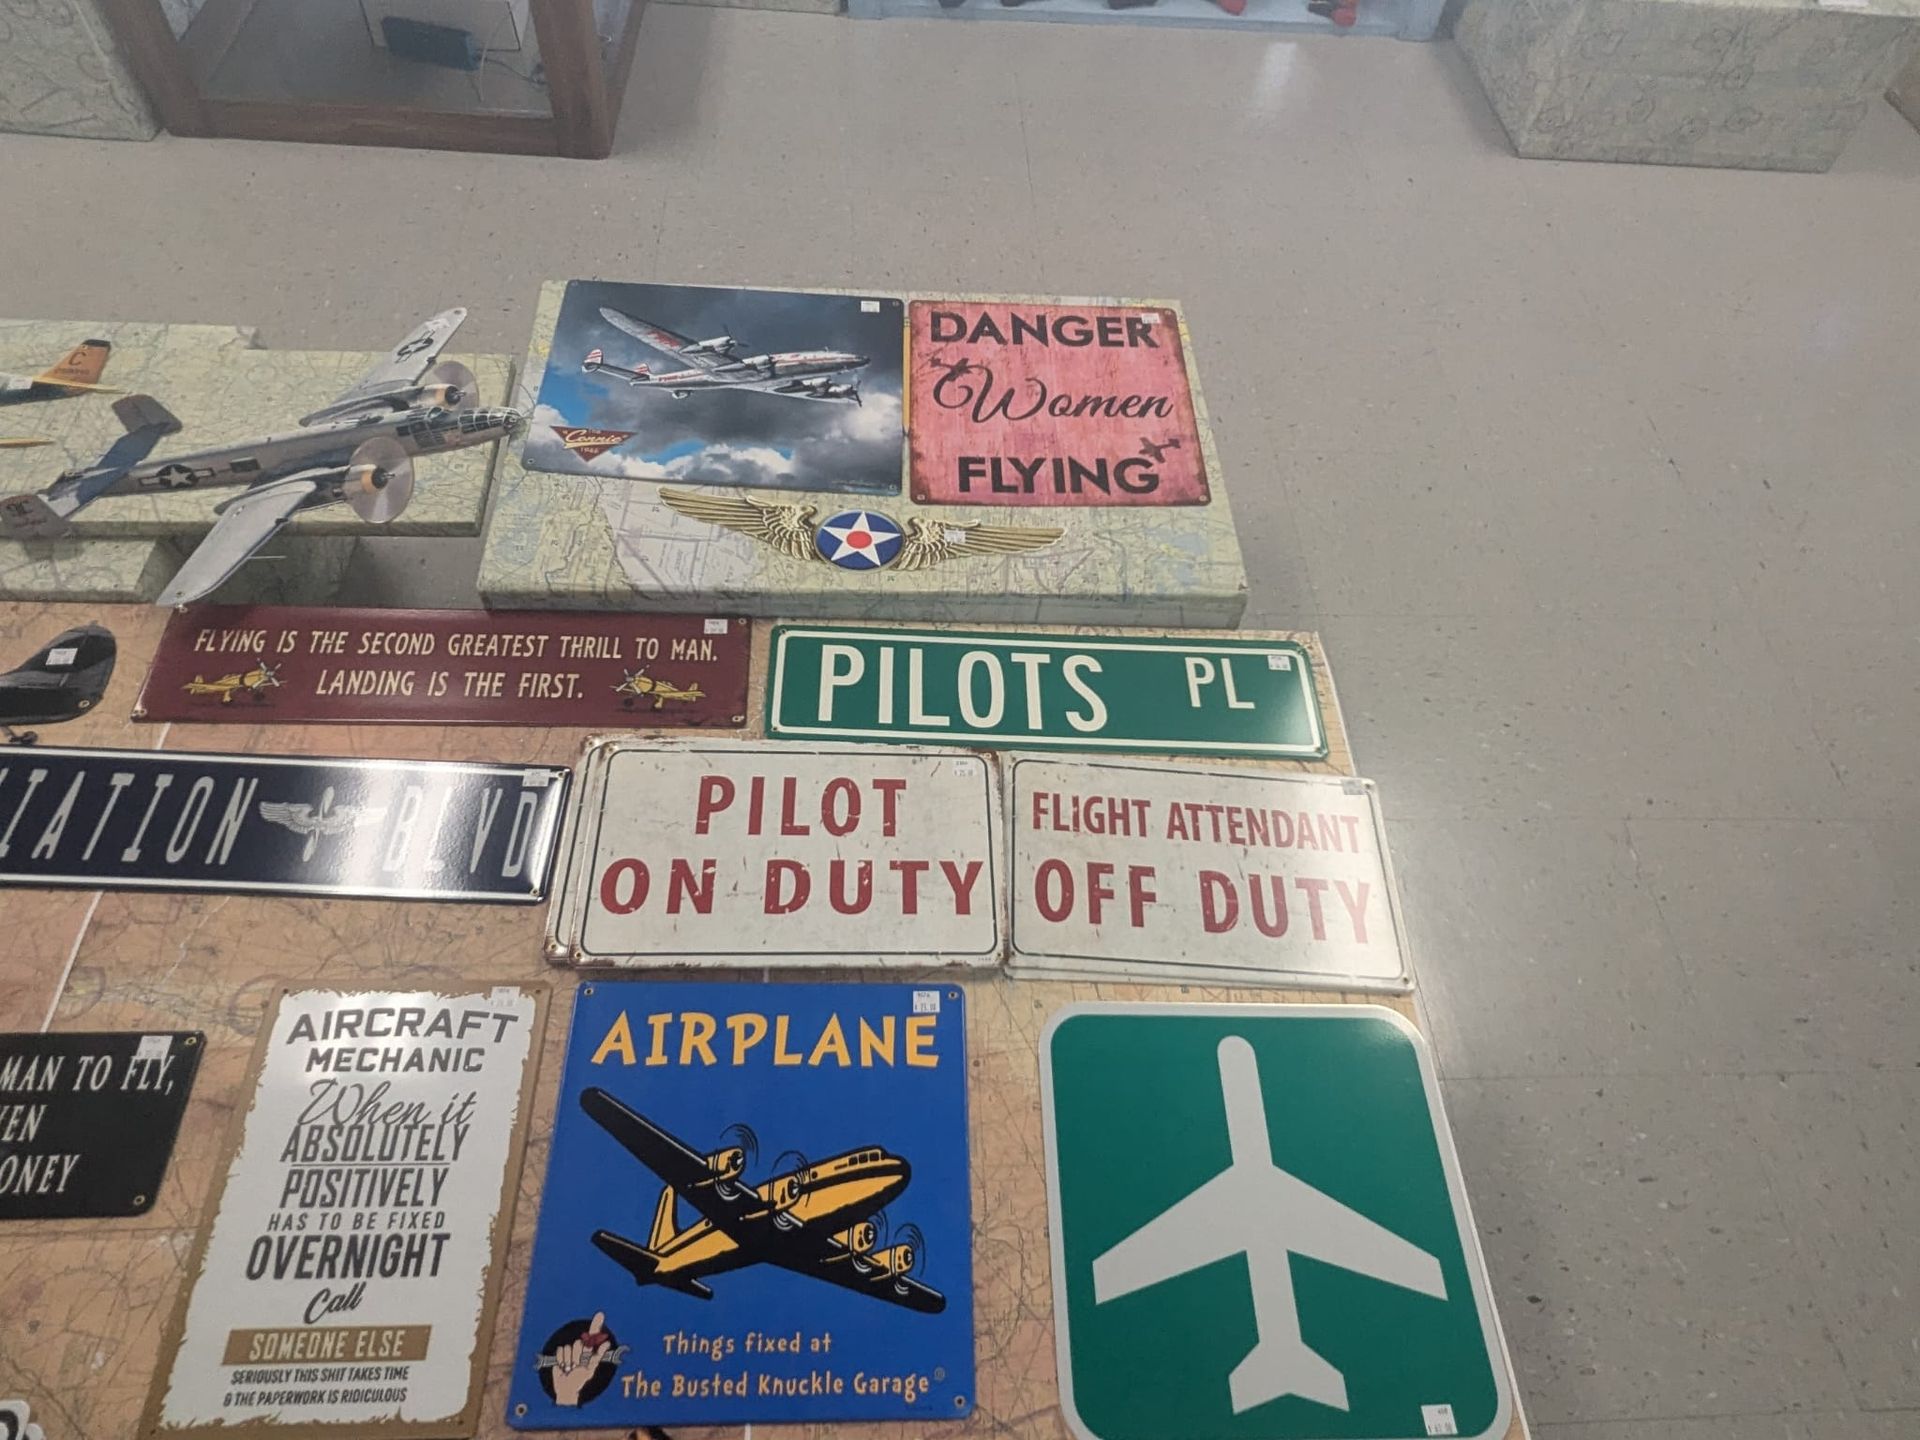 C
THE
"Connie"
1946
DANGER
Women
FLYING
FLYING IS THE SECOND GREATEST THRILL TO MAN.
LANDING IS THE FIRST.
PILOTS PL
IATION BLVD
PILOT
ON DUTY
FLIGHT ATTENDANT
OFF DUTY
MAN TO FLY,
EN
ONEY
AIRCRAFT
MECHANIC
When it
ABSOLUTELY
POSITIVELY
HAS TO BE FIXED
OVERNIGHT
Call
SOMEONE ELSE
SERIOUSLY THIS SHIT TAKES TIME
& THE PAPERWORK IS RIDICULOUS
AIRPLANE
Things fixed at
The Busted Knuckle Garage®